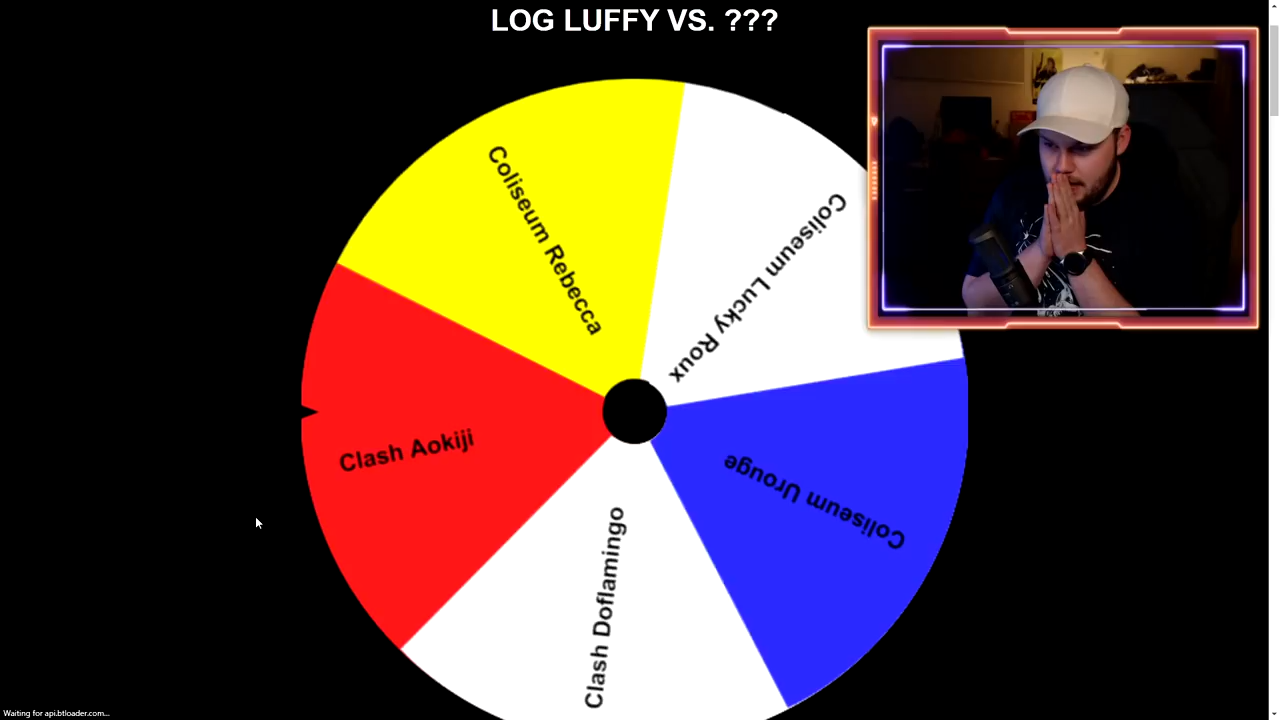 LOG LUFFY VS. ???
Coliseum Rebecca
Coliseum Lucky Roux
Clash Aokiji
Coliseum Urouge
Clash Doflamingo
Waiting for api.btloader.com...